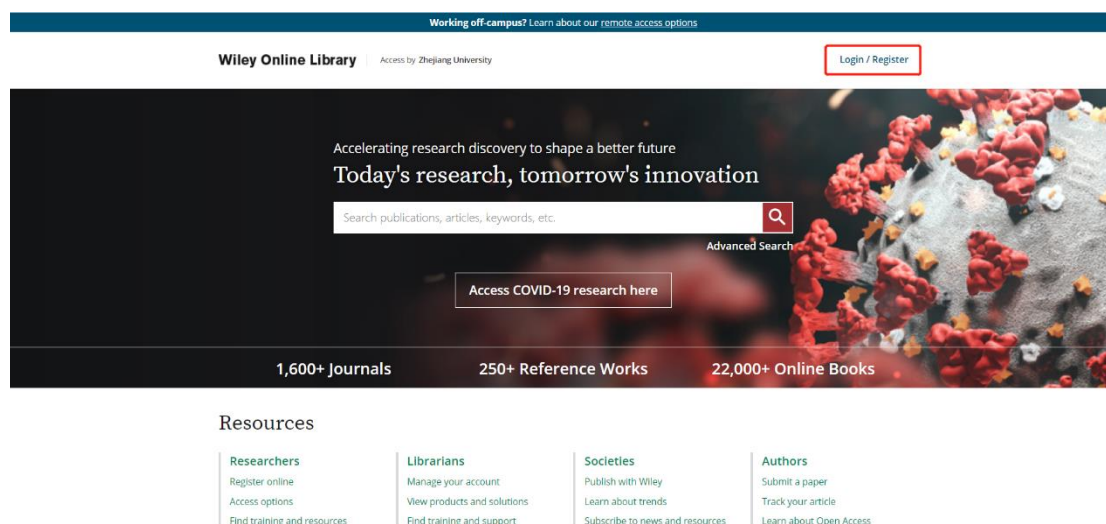 Working off-campus? Learn about our remote access options
Wiley Online Library
Access by Zhejiang University
Login / Register
Accelerating research discovery to shape a better future
Today's research, tomorrow's innovation
Search publications, articles, keywords, etc.
Advanced Search
Access COVID-19 research here
1,600+ Journals
250+ Reference Works
22,000+ Online Books
Resources
Researchers
Register online
Access options
Find training and resources
Librarians
Manage your account
View products and solutions
Find training and support
Societies
Publish with Wiley
Learn about trends
Subscribe to news and resources
Authors
Submit a paper
Track your article
Learn about Open Access